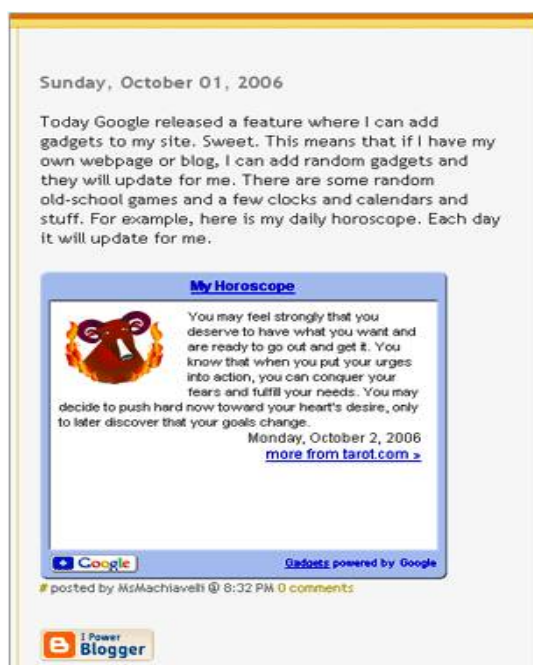 Sunday, October 01, 2006
Today Google released a feature where I can add
gadgets to my site. Sweet. This means that if I have my
own webpage or blog, I can add random gadgets and
they will update for me. There are some random
old-school games and a few clocks and calendars and
stuff. For example, here is my daily horoscope. Each day
it will update for me.
My Horoscope
You may feel strongly that you
deserve to have what you want and
are ready to go out and get it. You
know that when you put your urges
into action, you can conquer your
fears and fulfill your needs. You may
decide to push hard now toward your heart's desire, only
to later discover that your goals change.
Monday, October 2, 2006
more from tarot.com »
Google
Gadgets powered by Google
# posted by MsMachiavelli @ 8:32 PM 0 comments
I Power
Blogger